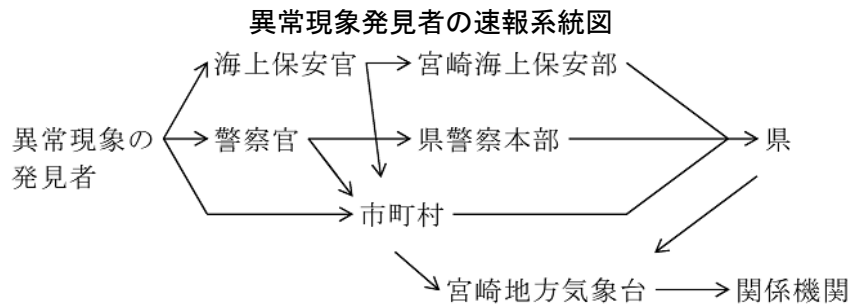 異常現象発見者の速報系統図
海上保安官 宮崎海上保安部
異常現象の 警察官 県警察本部 県
発見者
市町村
宮崎地方気象台 関係機関